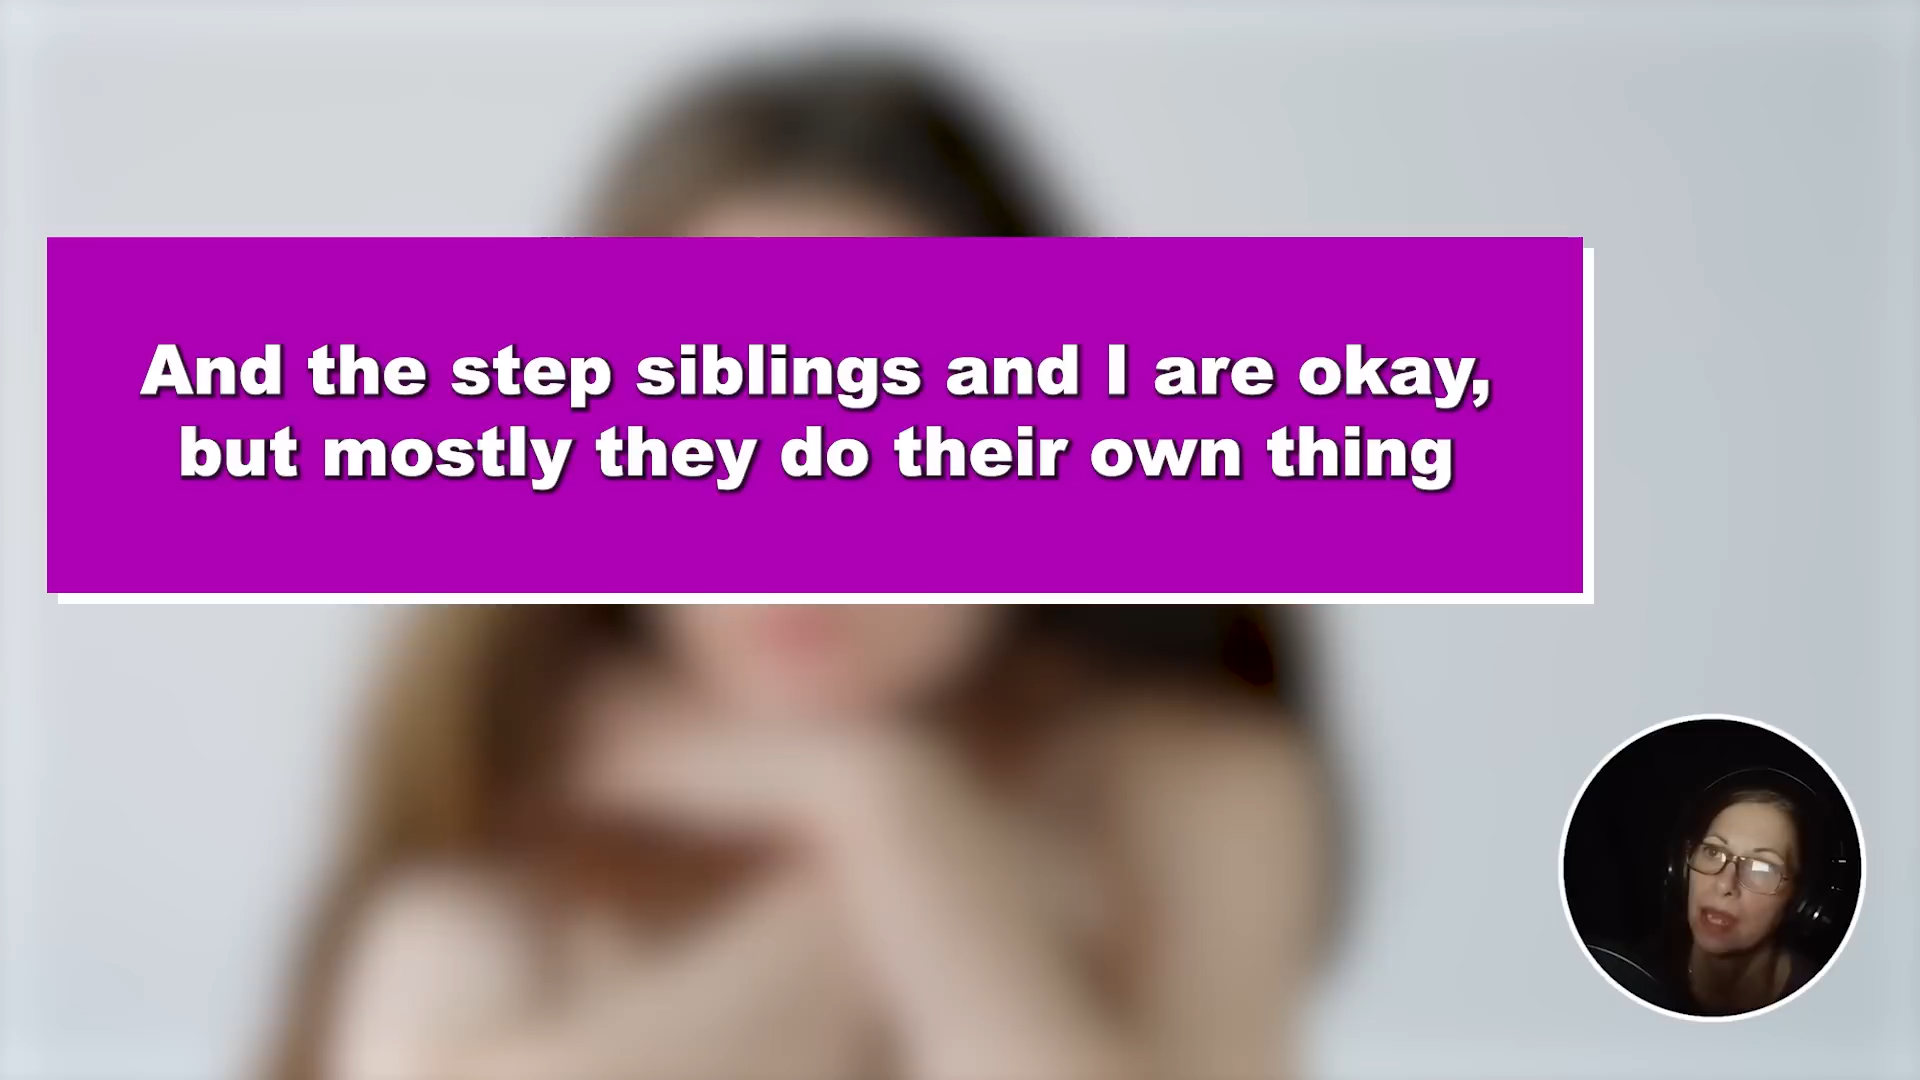 And the step siblings and I are okay,
but mostly they do their own thing